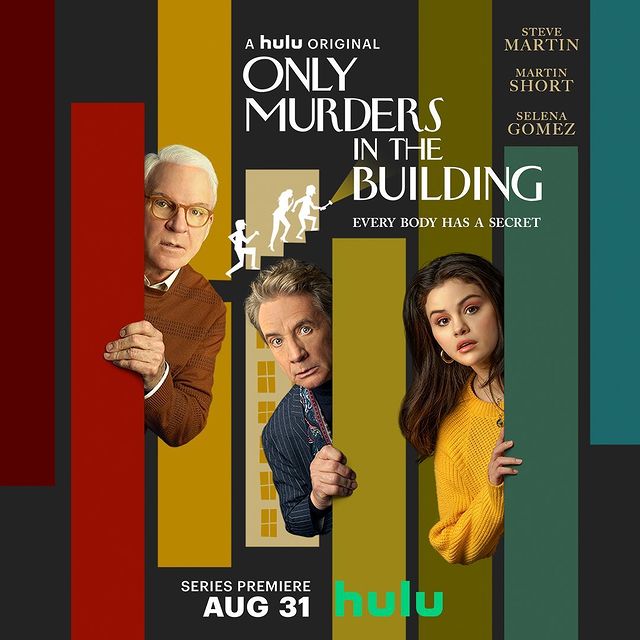 A hulu ORIGINAL
ONLY
MURDERS
IN THE
BUILDING
EVERY BODY HAS A SECRET
STEVE
MARTIN
MARTIN
SHORT
SELENA
GOMEZ
SERIES PREMIERE
AUG 31
hulu